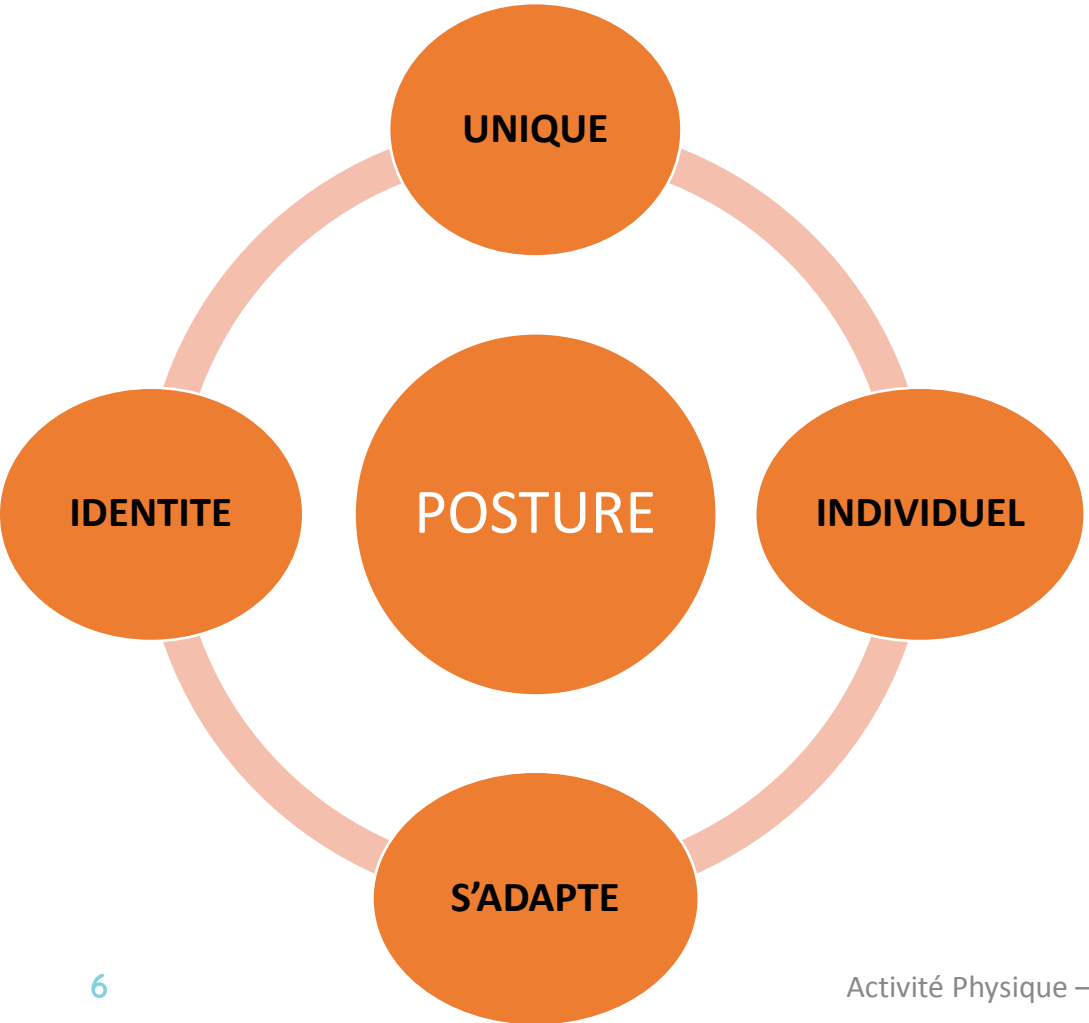 UNIQUE
IDENTITE
POSTURE
INDIVIDUEL
S’ADAPTE
6
Activité Physique –